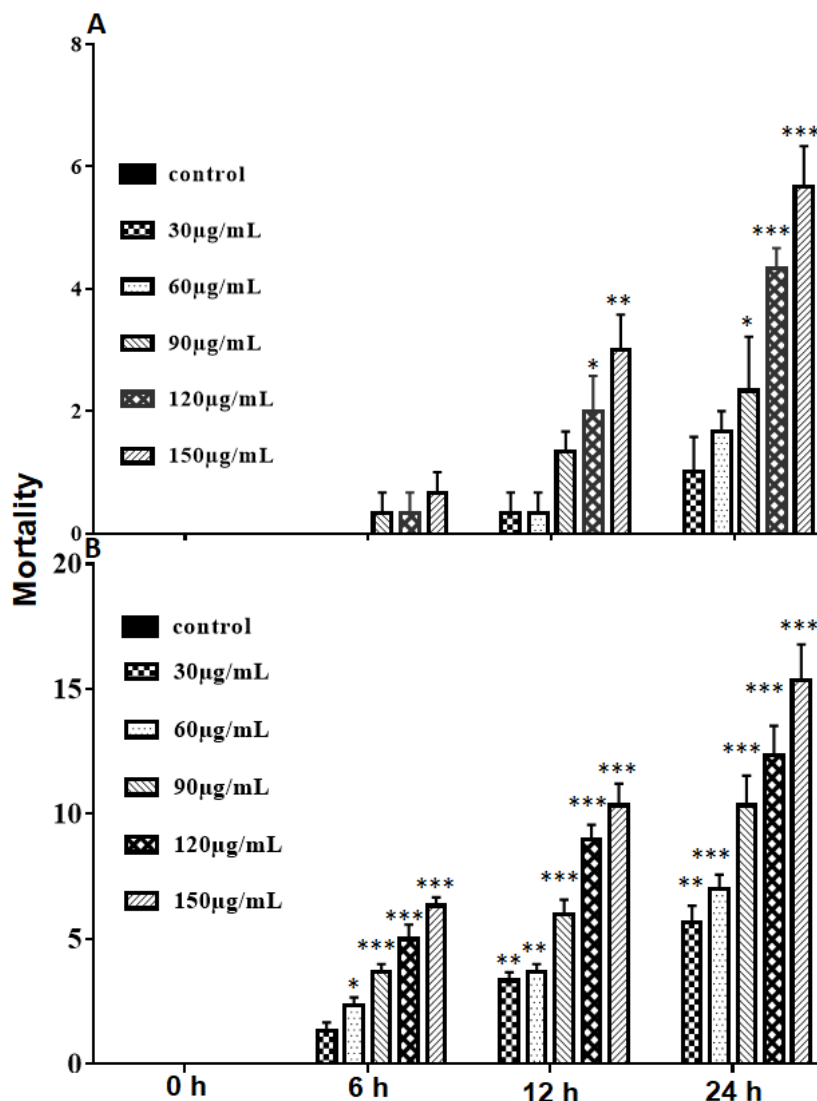 A
8
***
6
control
***
30µg/mL
60µg/mL
4
**
*
90µg/mL
*
120µg/mL
2
150µg/mL
0
Mortality
B
20
control
***
30µg/mL
***
15
60µg/mL
***
***
90µg/mL
***
10
120µg/mL
***
***
150µg/mL
***
**
***
***
5
**
**
*
0
0 h
6 h
12 h
24 h